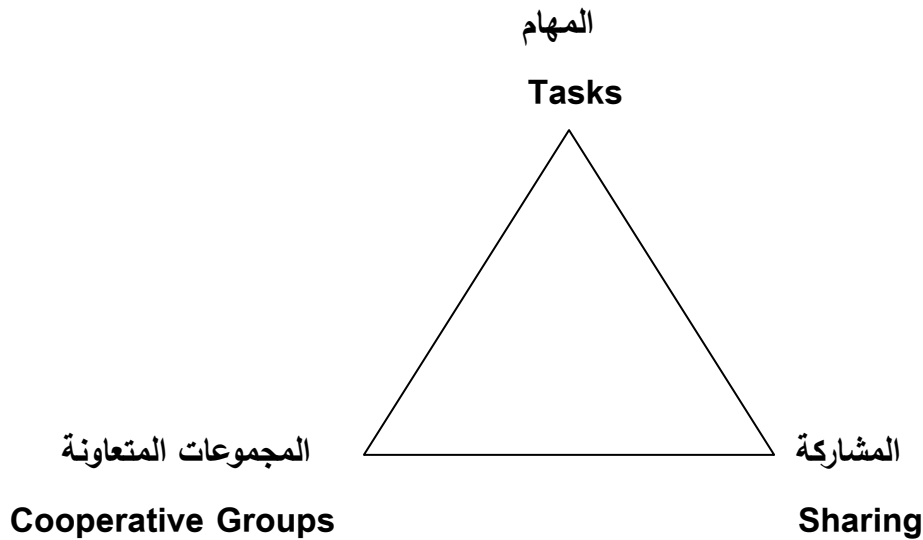 المهام
Tasks
المجموعات المتعاونة
Cooperative Groups
المشاركة
Sharing